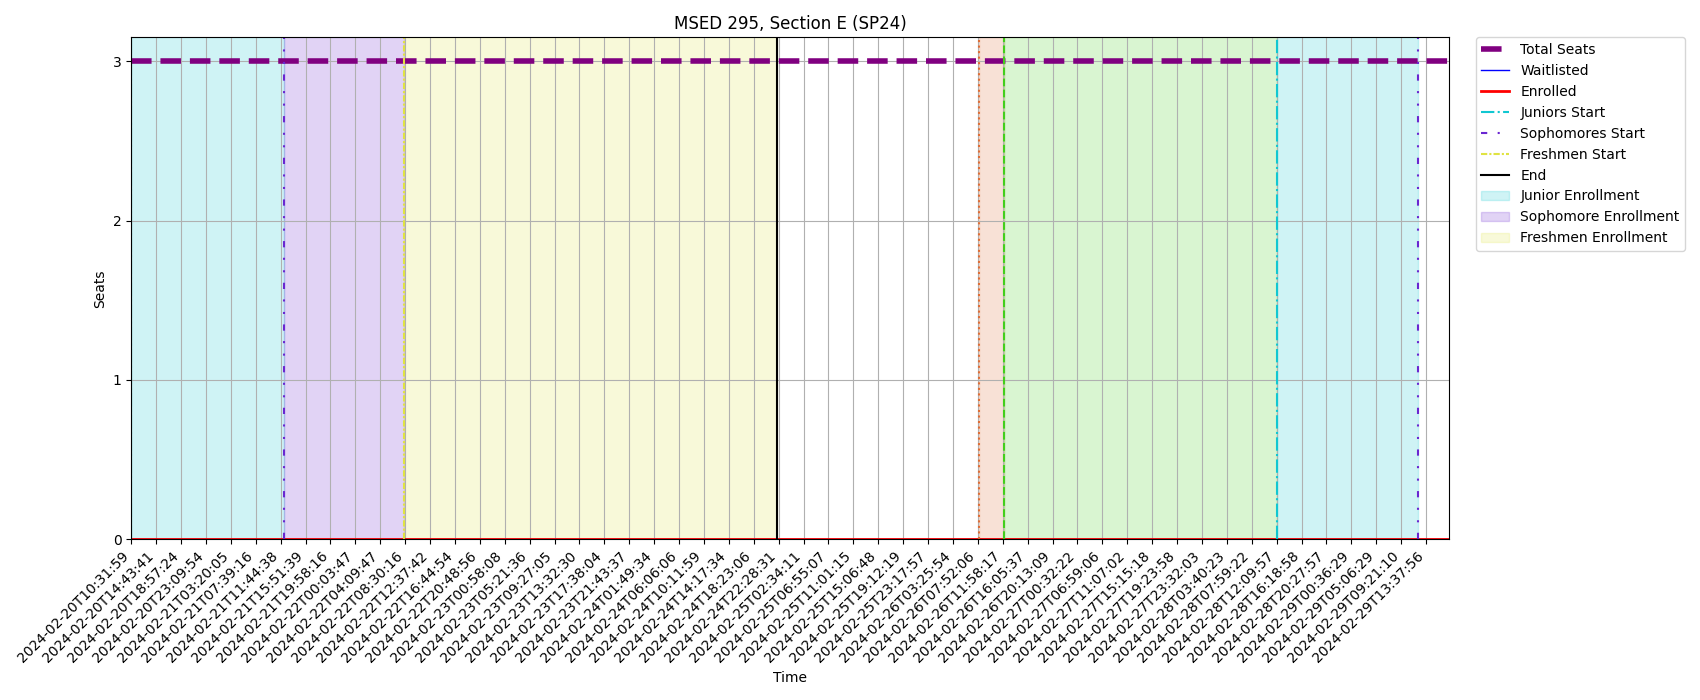 MSED 295, Section E (SP24)
Seats
3
2
1
0
2024-02-20T10:31:59
2024-02-20T14:43:41
2024-02-20T18:57:24
2024-02-20T23:09:54
2024-02-21T03:20:05
2024-02-21T07:39:16
2024-02-21T11:44:38
2024-02-21T15:51:39
2024-02-21T19:58:16
2024-02-22T00:03:47
2024-02-22T04:09:47
2024-02-22T08:30:16
2024-02-22T12:37:42
2024-02-22T16:44:54
2024-02-22T20:48:56
2024-02-23T00:58:08
2024-02-23T05:21:36
2024-02-23T09:27:05
2024-02-23T13:32:30
2024-02-23T17:38:04
2024-02-23T21:43:37
2024-02-24T01:49:34
2024-02-24T06:06:06
2024-02-24T10:11:59
2024-02-24T14:17:34
2024-02-24T18:23:06
2024-02-24T22:28:31
2024-02-25T02:34:11
2024-02-25T06:55:07
2024-02-25T11:01:15
2024-02-25T15:06:48
2024-02-25T19:12:19
2024-02-25T23:17:57
2024-02-26T03:25:54
2024-02-26T07:52:06
2024-02-26T11:58:17
2024-02-26T16:05:37
2024-02-26T20:13:09
2024-02-27T00:32:22
2024-02-27T06:59:06
2024-02-27T11:07:02
2024-02-27T15:15:18
2024-02-27T19:23:58
2024-02-27T23:32:03
2024-02-28T03:40:23
2024-02-28T07:59:22
2024-02-28T12:09:57
2024-02-28T16:18:58
2024-02-28T20:27:57
2024-02-29T00:36:29
2024-02-29T05:06:29
2024-02-29T09:21:10
2024-02-29T13:37:56
Time
Total Seats
Waitlisted
Enrolled
Juniors Start
Sophomores Start
Freshmen Start
End
Junior Enrollment
Sophomore Enrollment
Freshmen Enrollment